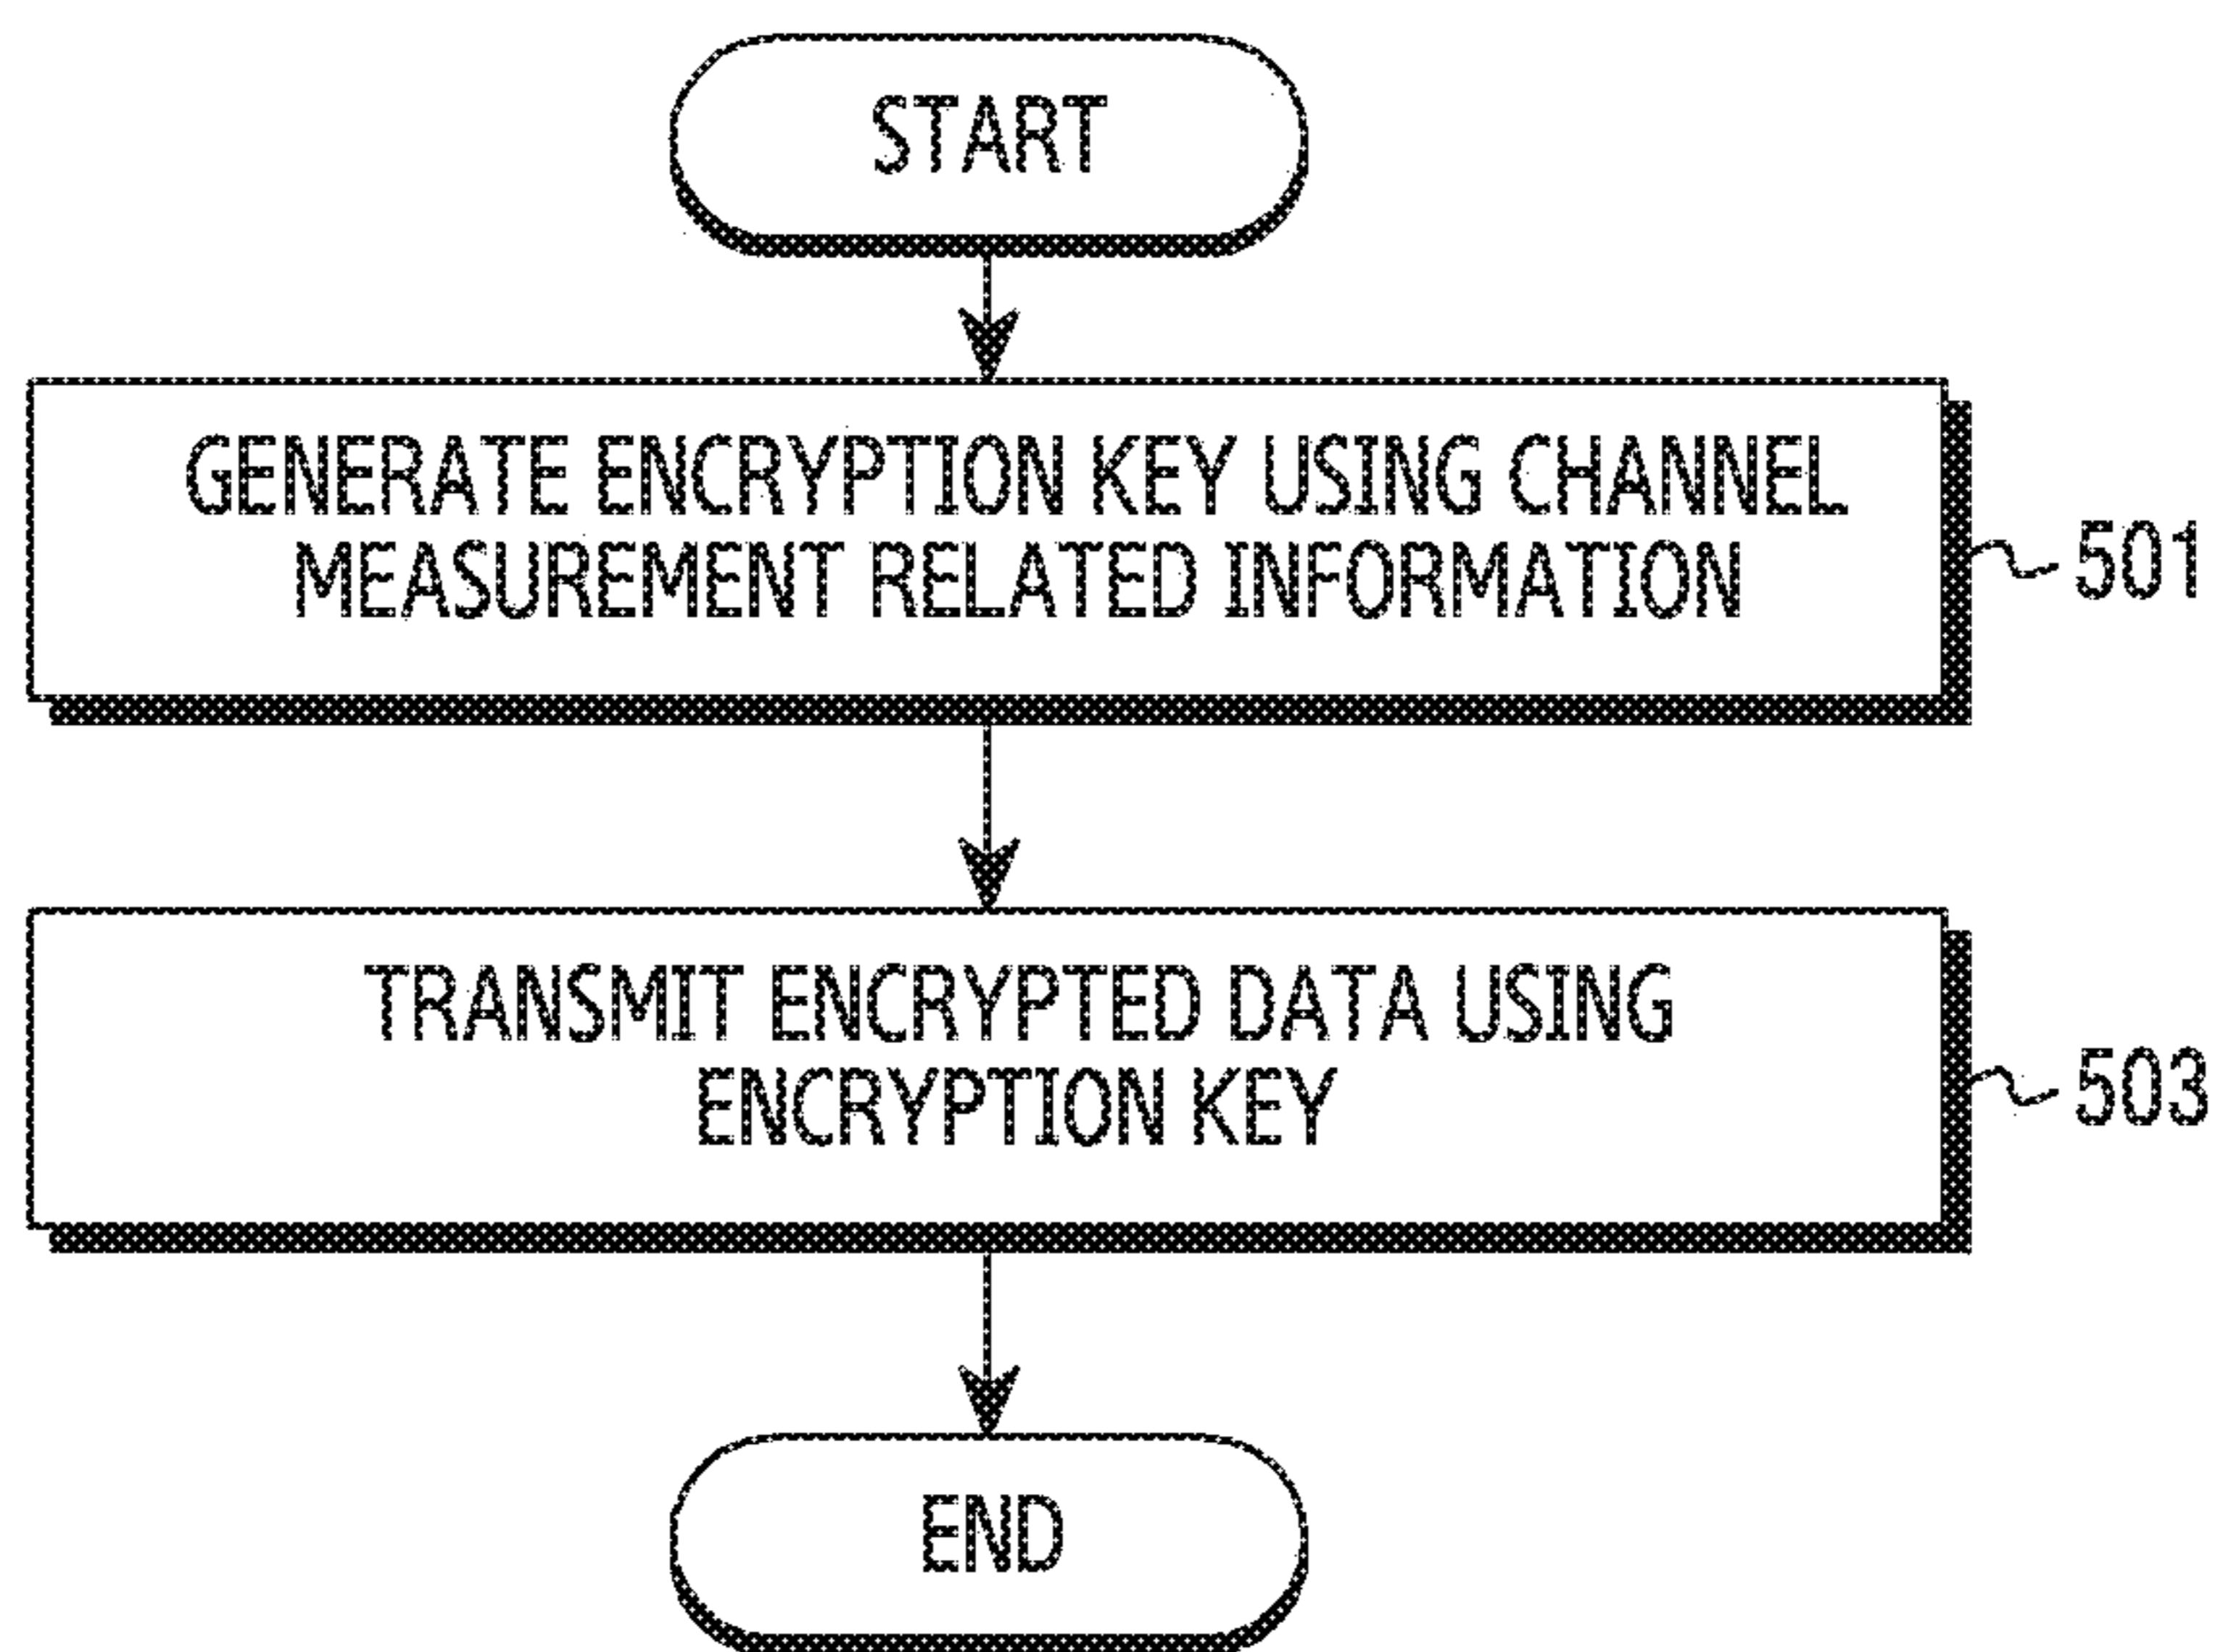 START
GENERATE ENCRYPTION KEY USING CHANNEL
MEASUREMENT RELATED INFORMATION
501
TRANSMIT ENCRYPTED DATA USING
ENCRYPTION KEY
503
END